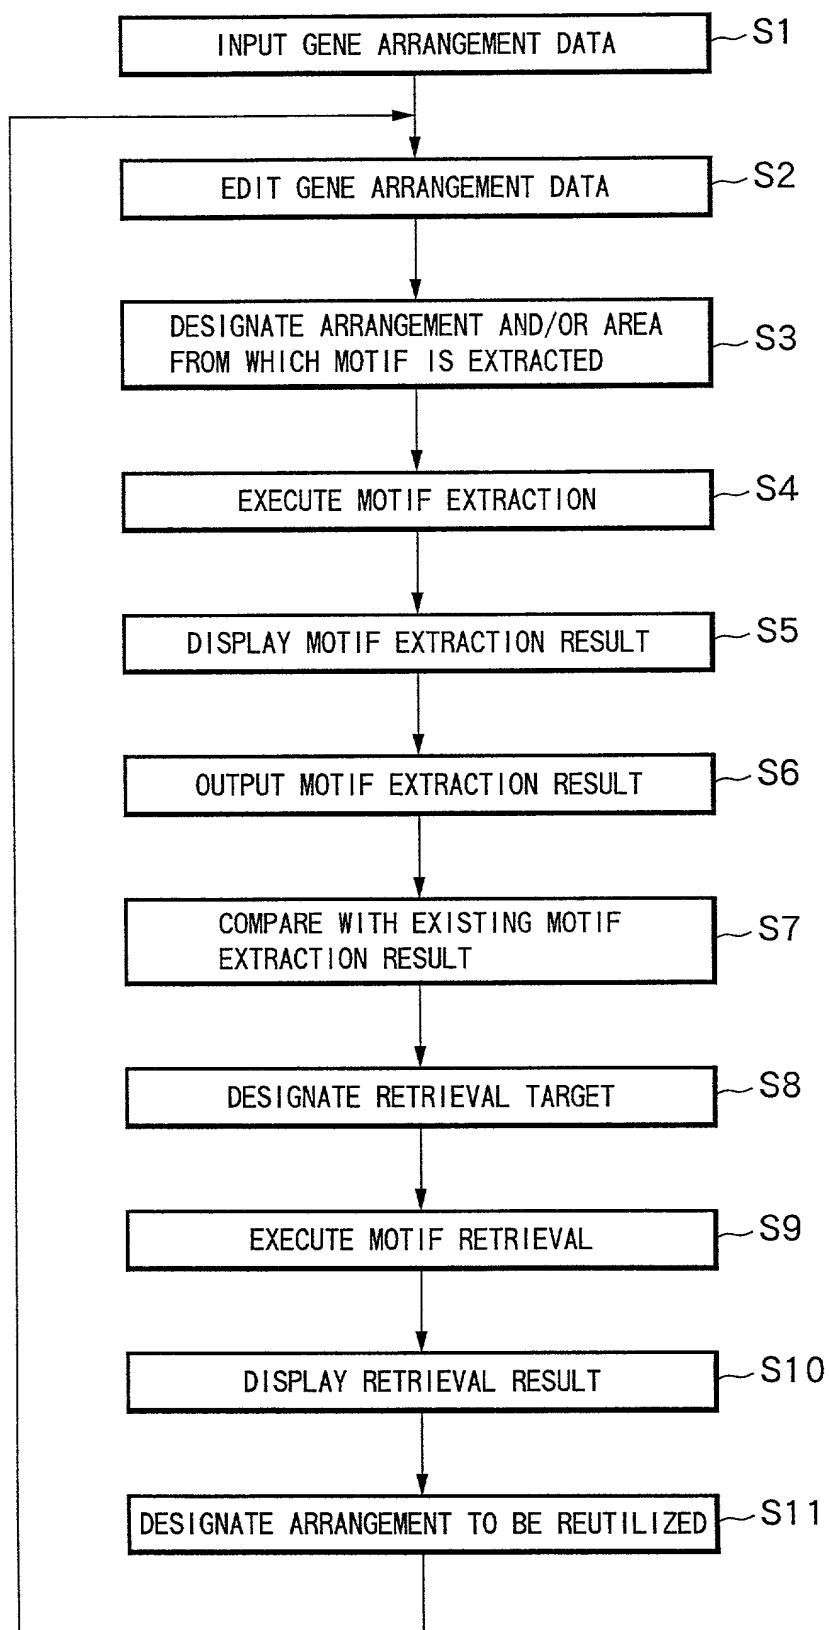 INPUT GENE ARRANGEMENT DATA
S1
EDIT GENE ARRANGEMENT DATA
S2
DESIGNATE ARRANGEMENT AND/OR AREA
FROM WHICH MOTIF IS EXTRACTED
S3
EXECUTE MOTIF EXTRACTION
S4
DISPLAY MOTIF EXTRACTION RESULT
S5
OUTPUT MOTIF EXTRACTION RESULT
S6
COMPARE WITH EXISTING MOTIF
EXTRACTION RESULT
S7
DESIGNATE RETRIEVAL TARGET
S8
EXECUTE MOTIF RETRIEVAL
S9
DISPLAY RETRIEVAL RESULT
S10
DESIGNATE ARRANGEMENT TO BE REUTILIZED
S11